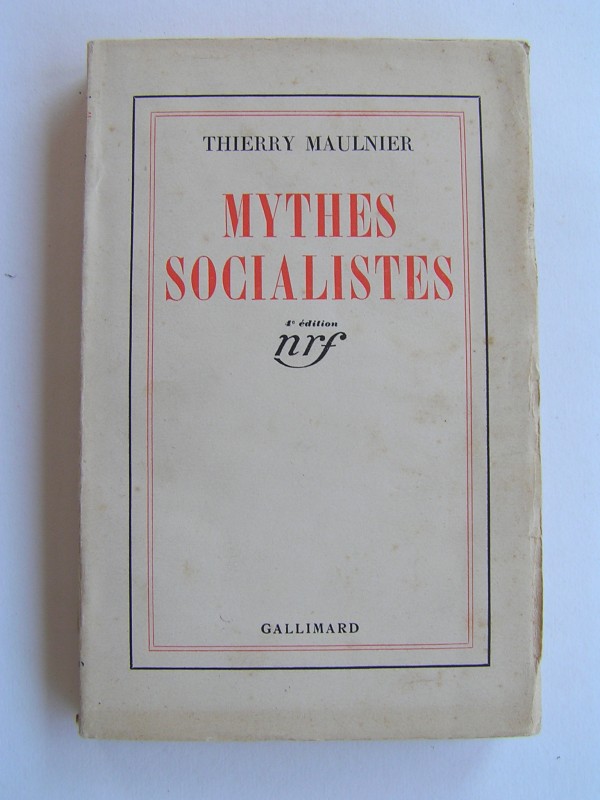 THIERRY MAULNIER
MYTHES
SOCIALISTES
4e édition
nrf
GALLIMARD